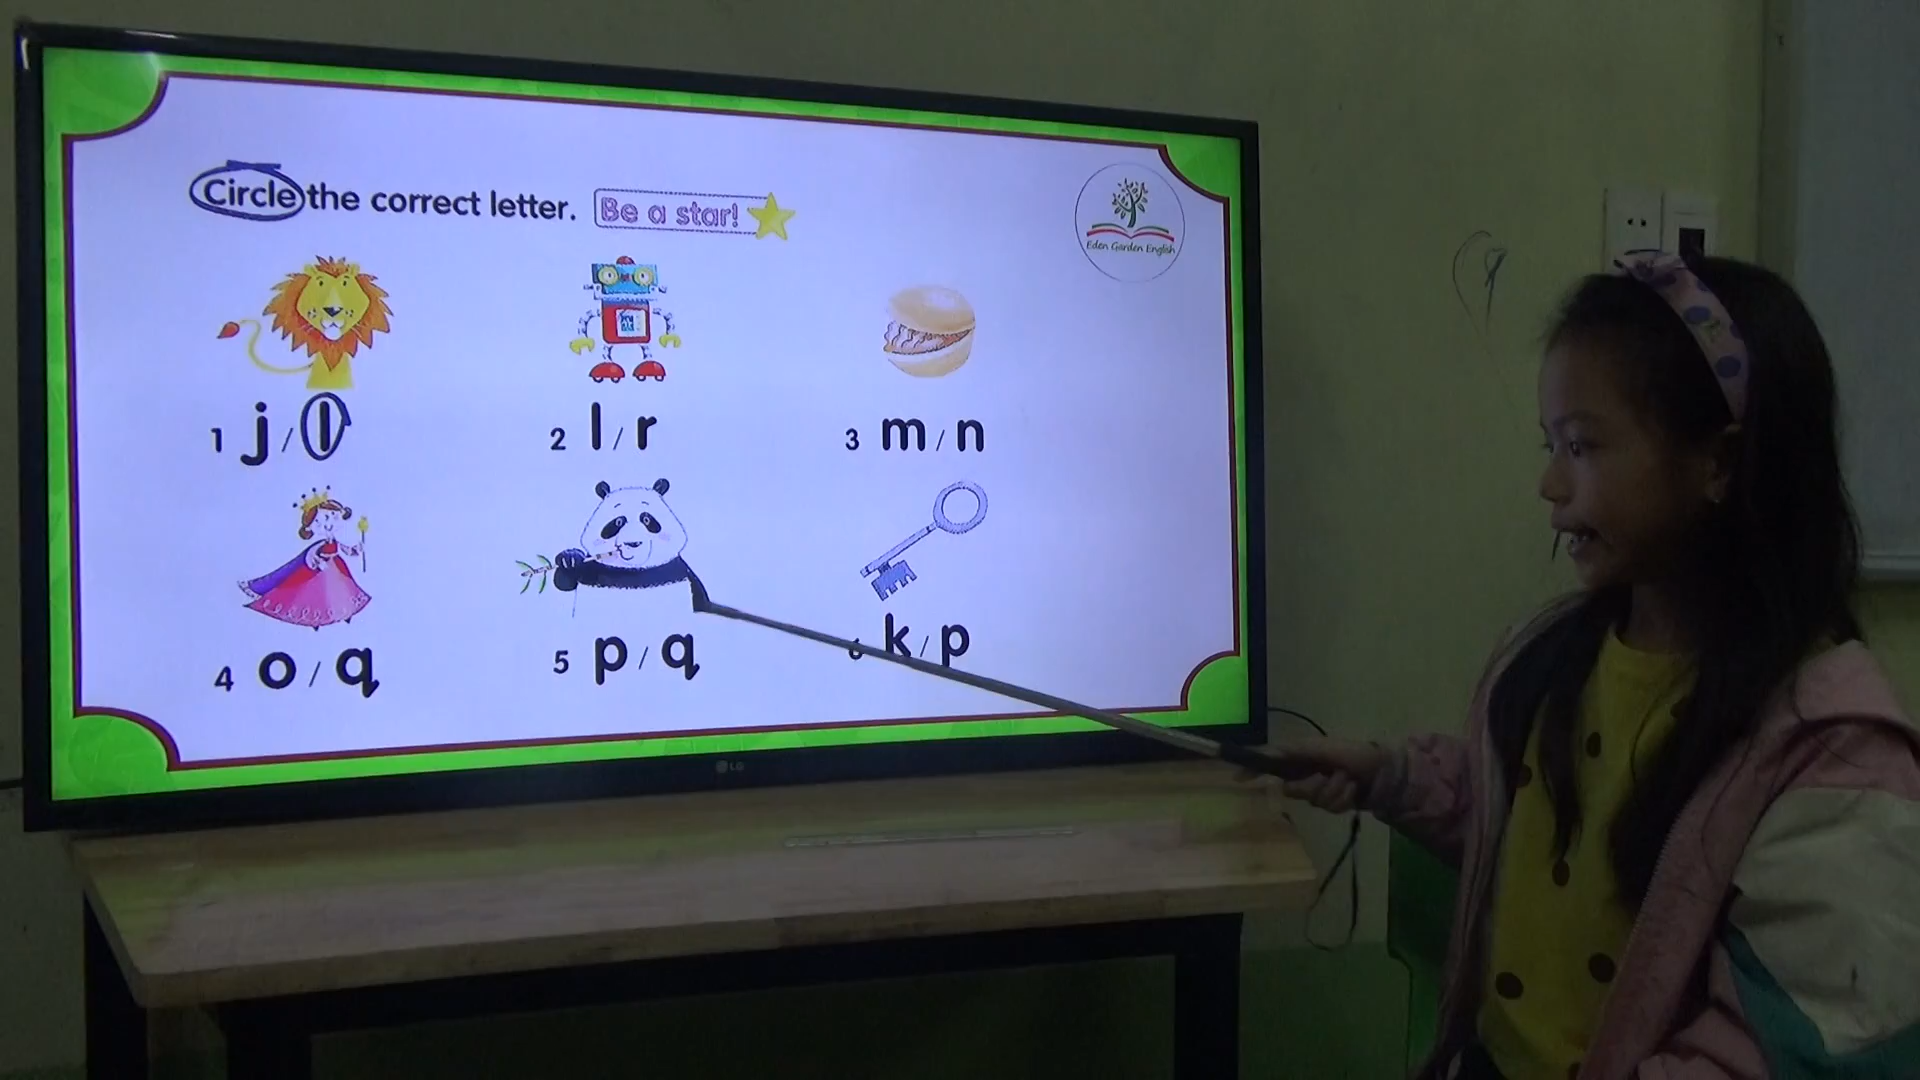 Circle the correct letter. Be a star!
Eden Garden English
1 j / l
2 l / r
3 m / n
4 o / q
5 p / q
6 k / p
LG